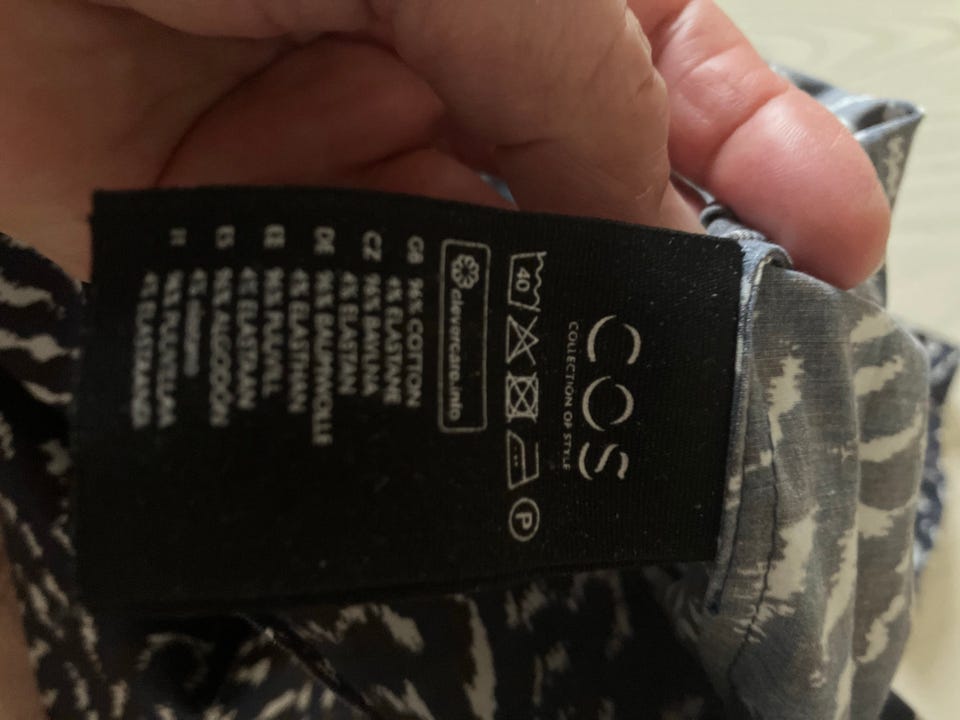 COS
COLLECTION OF STYLE
40 P
clevercare.info
GB 96% COTTON
4% ELASTANE
CZ 96% BAVLNA
4% ELASTAN
DE 96% BAUMWOLLE
4% ELASTHAN
EE 96% PUUVILL
4% ELASTAAN
ES 96% ALGODÓN
4% elastano
FI 96% PUUVILLAA
4% ELASTAANIA